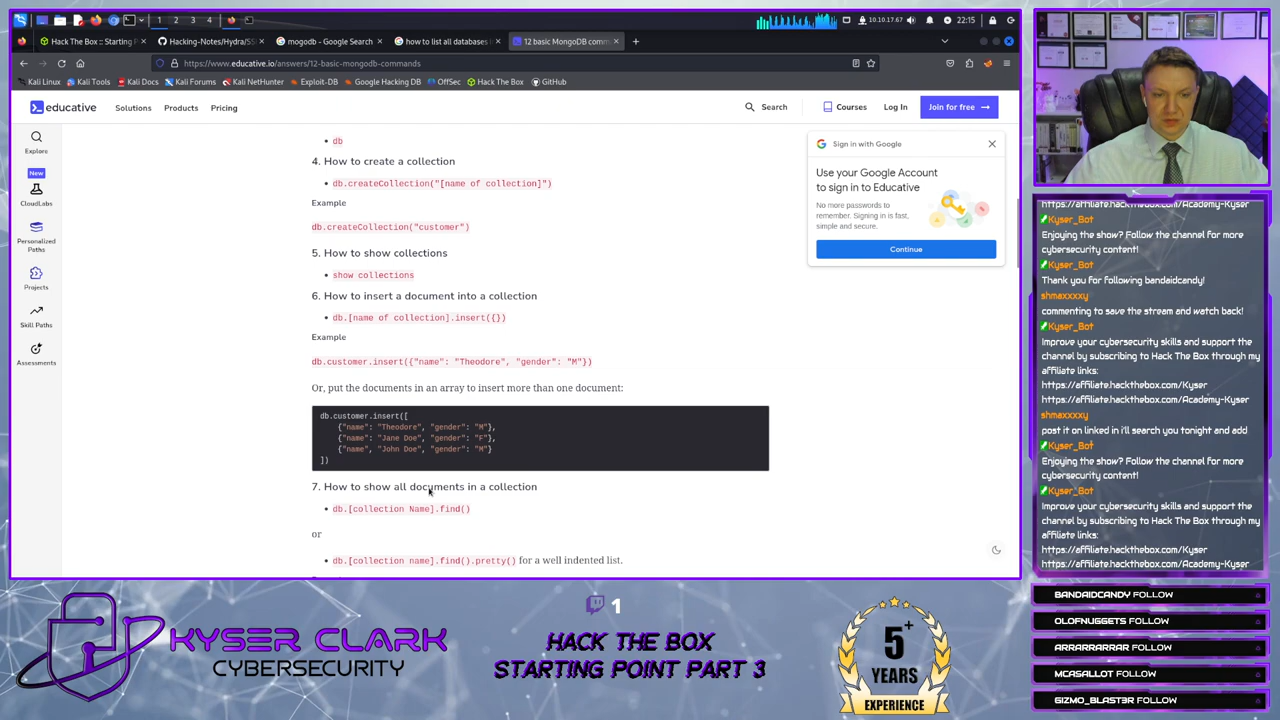 1 2 3 4
10.10.17.67
22:15
Hack The Box :: Starting P
Hacking-Notes/Hydra/SS
mogodb
how to list all databases
12 basic MongoDB comm
https://www.educative.io/answers/12-basic-mongodb-commands
Kali Linux Kali Tools Kali Docs Kali Forums Kali NetHunter Exploit-DB Google Hacking DB OffSec Hack The Box GitHub
educative Solutions Products Pricing Search Courses Log In Join for free
Explore
New
CloudLabs
Personalized
Paths
Projects
Skill Paths
Assessments
db
4. How to create a collection
db.createCollection("[name of collection]")
Example
db.createCollection("customer")
5. How to show collections
show collections
6. How to insert a document into a collection
db.[name of collection].insert({})
Example
db.customer.insert({"name": "Theodore", "gender": "M"})
Or, put the documents in an array to insert more than one document:
db.customer.insert([
{"name": "Theodore", "gender": "M"},
{"name": "Jane Doe", "gender": "F"},
{"name", "John Doe", "gender": "M"}
])
7. How to list all documents in a collection
db.[collection Name].find()
or
db.[collection name].find().pretty() for a well indented list.
Sign in with Google
Use your Google Account
to sign in to Educative
No more passwords to
remember. Signing in is fast,
simple and secure.
Continue
https://affiliate.hackthebox.com/Academy-Kyser
Kyser_Bot
Enjoying the show? Follow the channel for more
cybersecurity content!
Kyser_Bot
Thank you for following bandaidcandy!
shmaxxxxy
commenting to save the stream and watch back!
Kyser_Bot
Improve your cybersecurity skills and support the
channel by subscribing to Hack The Box through my
affiliate links:
https://affiliate.hackthebox.com/Kyser
https://affiliate.hackthebox.com/Academy-Kyser
shmaxxxxy
post it on linked in i'll search you tonight and add
Kyser_Bot
Enjoying the show? Follow the channel for more
cybersecurity content!
Kyser_Bot
Improve your cybersecurity skills and support the
channel by subscribing to Hack The Box through my
affiliate links:
https://affiliate.hackthebox.com/Kyser
https://affiliate.hackthebox.com/Academy-Kyser
KYSER CLARK
CYBERSECURITY
1
HACK THE BOX
STARTING POINT PART 3
5+
YEARS
EXPERIENCE
BANDAIDCANDY FOLLOW
OLOFNUGGETS FOLLOW
ARRARRARRAR FOLLOW
MCASALLOT FOLLOW
GIZMO_BLAST3R FOLLOW